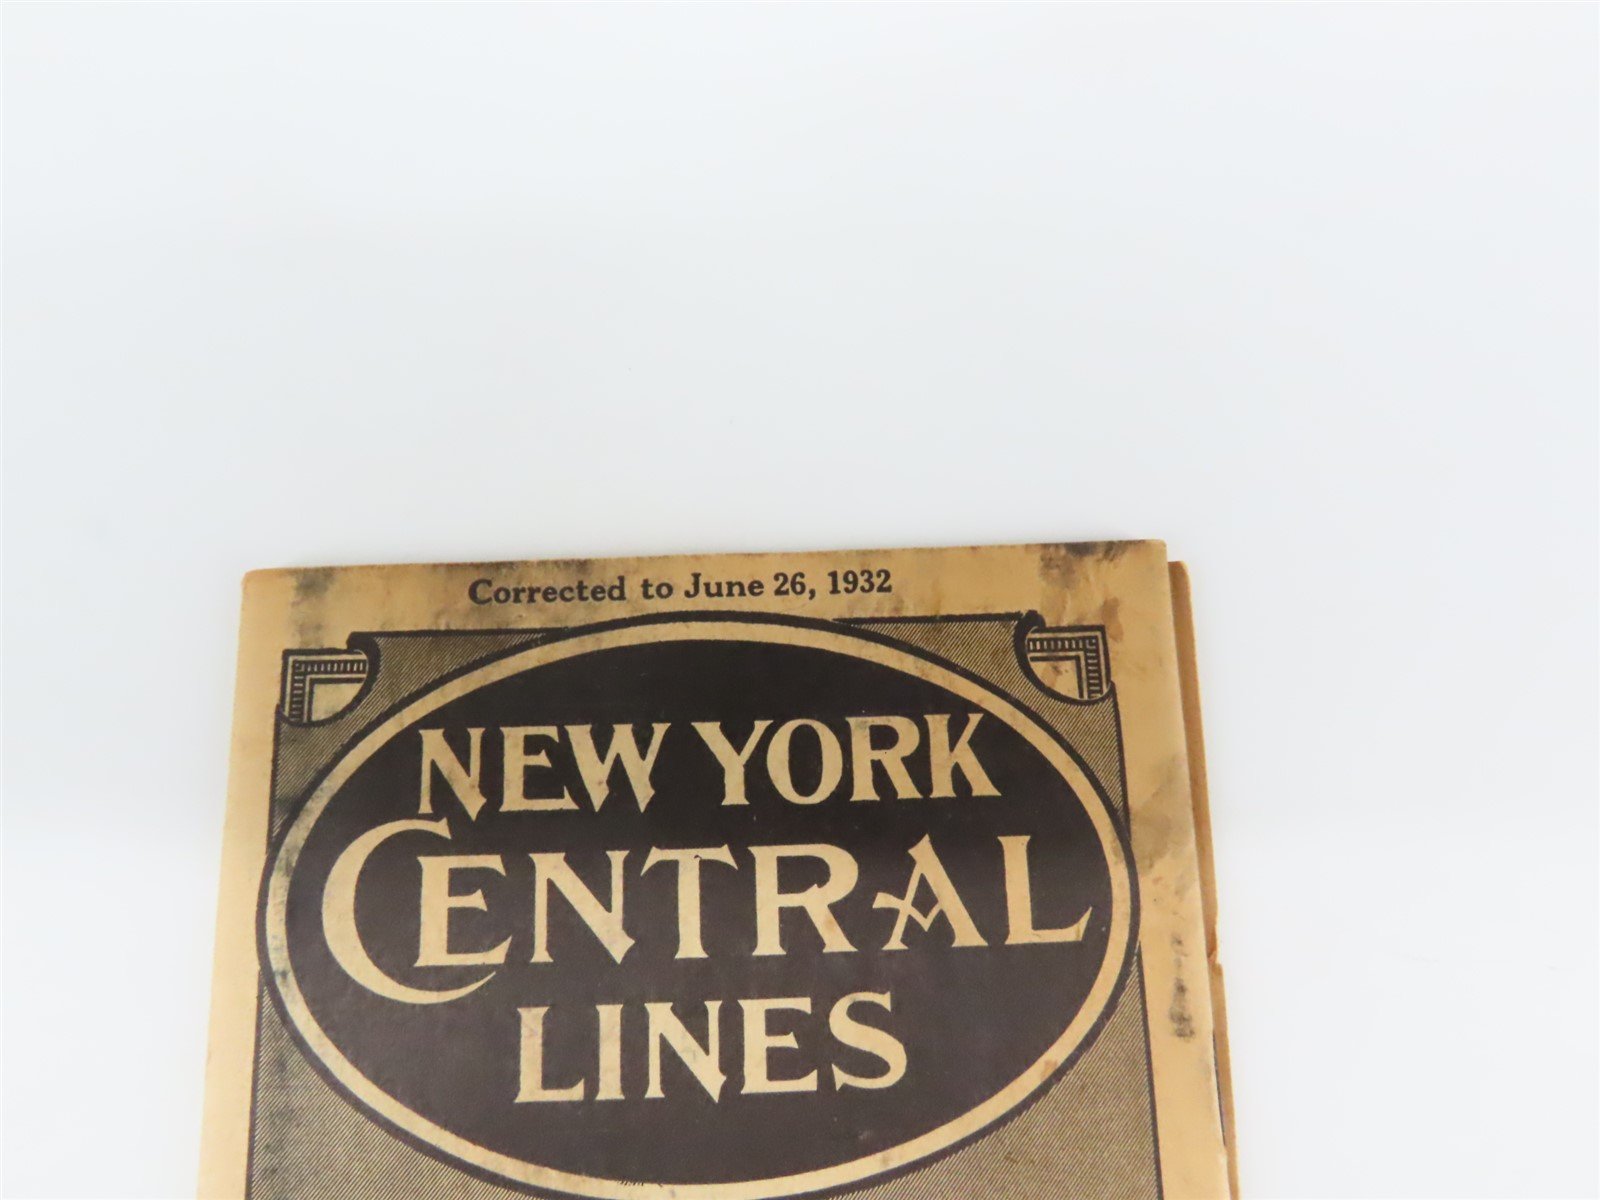 Corrected to June 26, 1932
NEW YORK
CENTRAL
LINES